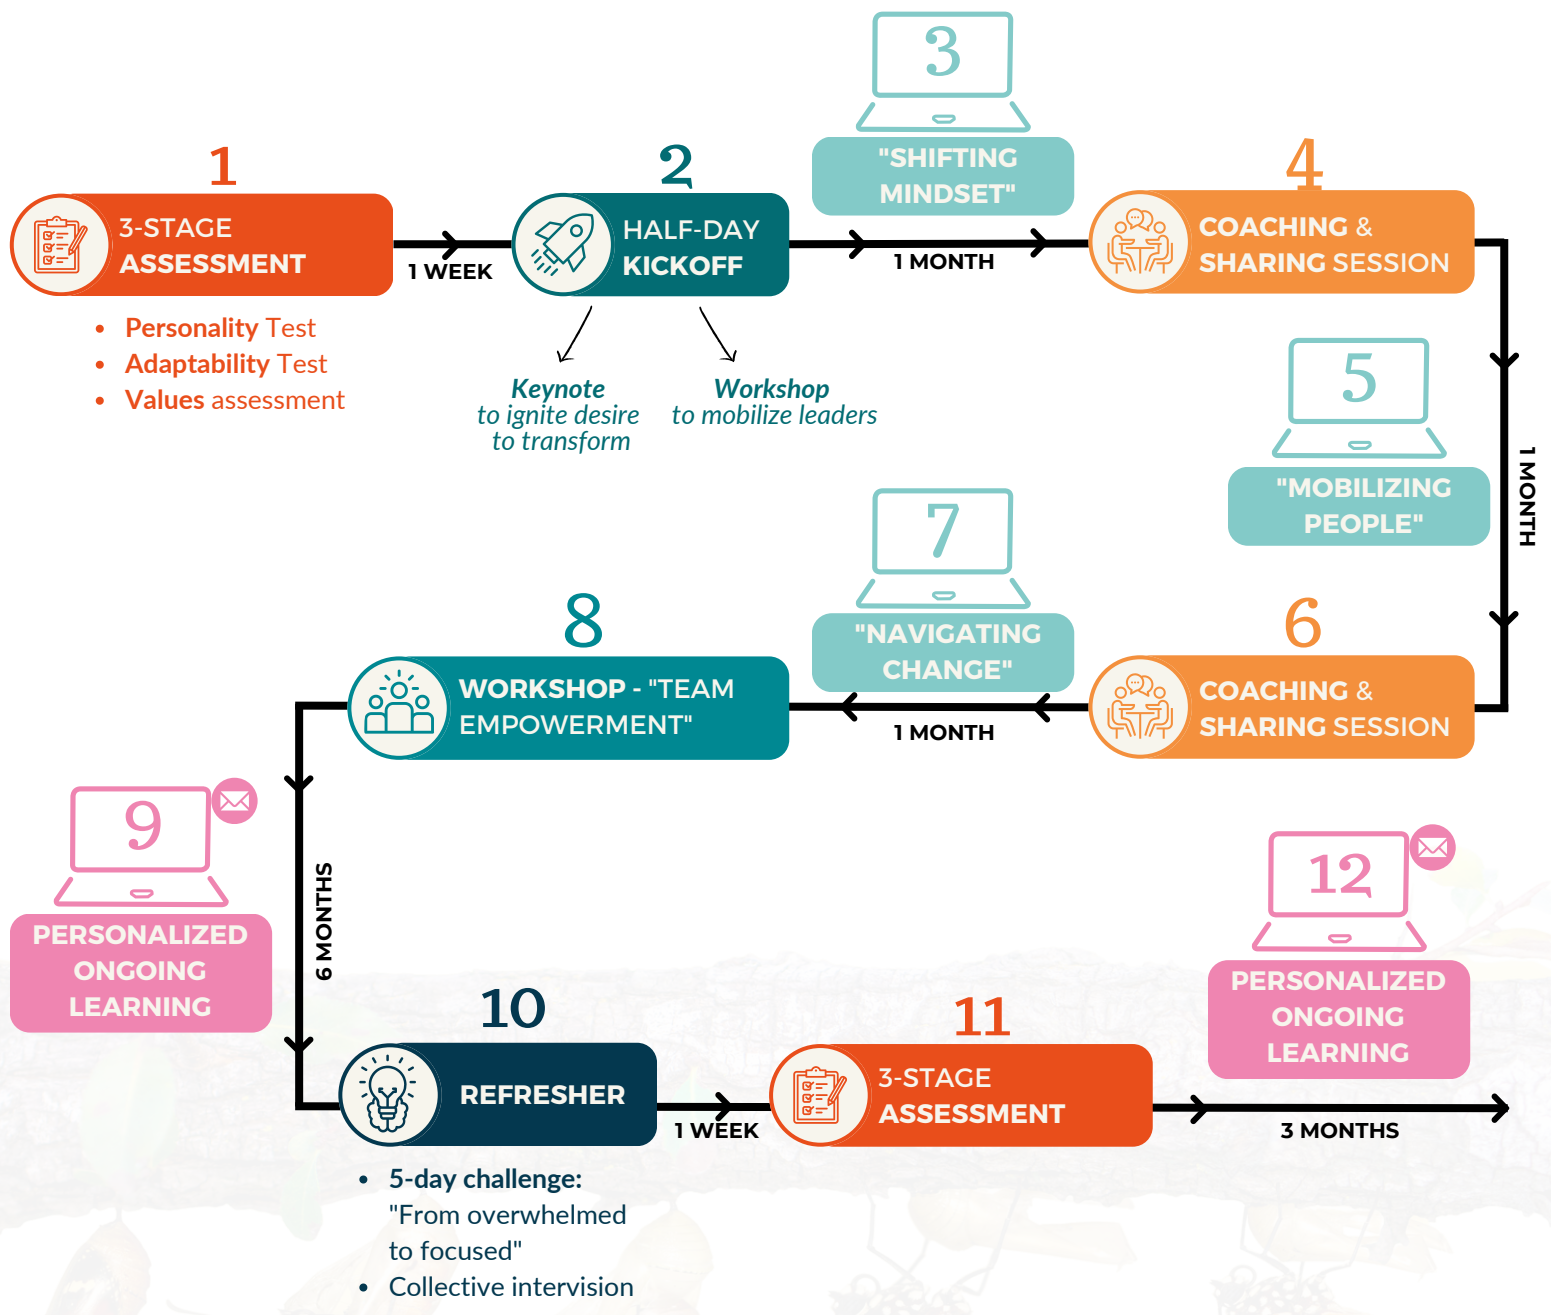 1
3-STAGE
ASSESSMENT
• Personality Test
• Adaptability Test
• Values assessment
1 WEEK
2
HALF-DAY
KICKOFF
Keynote
to ignite desire
to transform
Workshop
to mobilize leaders
3
"SHIFTING
MINDSET"
1 MONTH
4
COACHING &
SHARING SESSION
5
"MOBILIZING
PEOPLE"
1 MONTH
6
COACHING &
SHARING SESSION
7
"NAVIGATING
CHANGE"
1 MONTH
8
WORKSHOP - "TEAM
EMPOWERMENT"
9
PERSONALIZED
ONGOING
LEARNING
6 MONTHS
10
REFRESHER
• 5-day challenge:
"From overwhelmed
to focused"
• Collective intervision
1 WEEK
11
3-STAGE
ASSESSMENT
12
PERSONALIZED
ONGOING
LEARNING
3 MONTHS